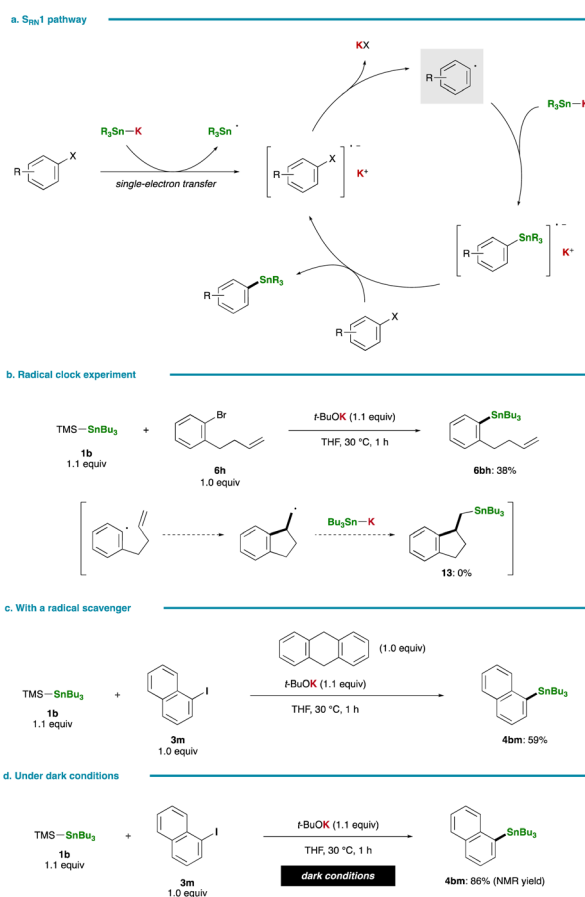 a. S_RN1 pathway
KX
R
R₃Sn—K
R₃Sn•
R₃Sn—K
X
R
single-electron transfer
R
X
• –
K⁺
R
SnR₃
• –
K⁺
R
SnR₃
R
X
b. Radical clock experiment
TMS—SnBu₃
+
Br
t-BuOK (1.1 equiv)
THF, 30 °C, 1 h
SnBu₃
1b
1.1 equiv
6h
1.0 equiv
6bh: 38%
Bu₃Sn—K
SnBu₃
13: 0%
c. With a radical scavenger
(1.0 equiv)
TMS—SnBu₃
+
I
t-BuOK (1.1 equiv)
THF, 30 °C, 1 h
SnBu₃
1b
1.1 equiv
3m
1.0 equiv
4bm: 59%
d. Under dark conditions
TMS—SnBu₃
+
I
t-BuOK (1.1 equiv)
THF, 30 °C, 1 h
dark conditions
SnBu₃
1b
1.1 equiv
3m
1.0 equiv
4bm: 86% (NMR yield)